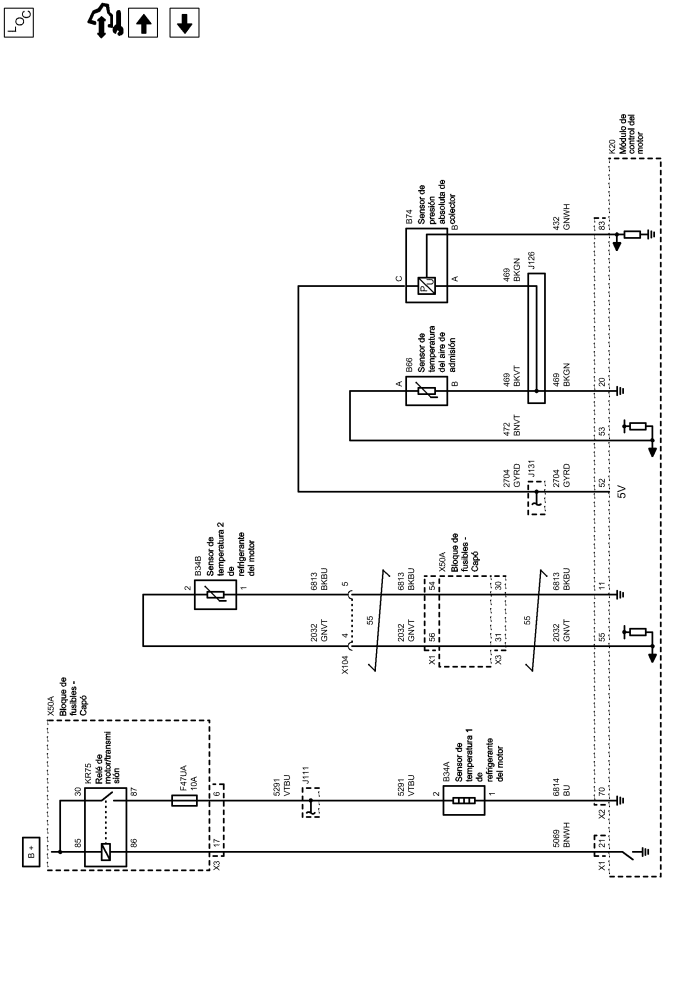 LOC
B +
X50A
Bloque de
fusibles -
Capó
KR75
Relé de
motor/transmi
sión
30
87
85
86
F47UA
10A
X3
17
6
5291
VTBU
J111
5291
VTBU
B34A
Sensor de
temperatura 1
de
refrigerante
del motor
2
1
6814
BU
5069
BNWH
X1
21
X2
70
B34B
Sensor de
temperatura 2
de
refrigerante
del motor
2
1
2032
GNVT
6813
BKBU
X104
4
5
55
2032
GNVT
6813
BKBU
X1
56
54
X50A
Bloque de
fusibles -
Capó
X3
31
30
55
2032
GNVT
6813
BKBU
55
11
2704
GYRD
J131
2704
GYRD
52
5V
472
BNVT
53
B66
Sensor de
temperatura
del aire de
admisión
A
B
469
BKVT
469
BKGN
20
B74
Sensor de
presión
absoluta de
colector
C
A
B
P
U
469
BKGN
J126
432
GNWH
83
K20
Módulo de
control del
motor